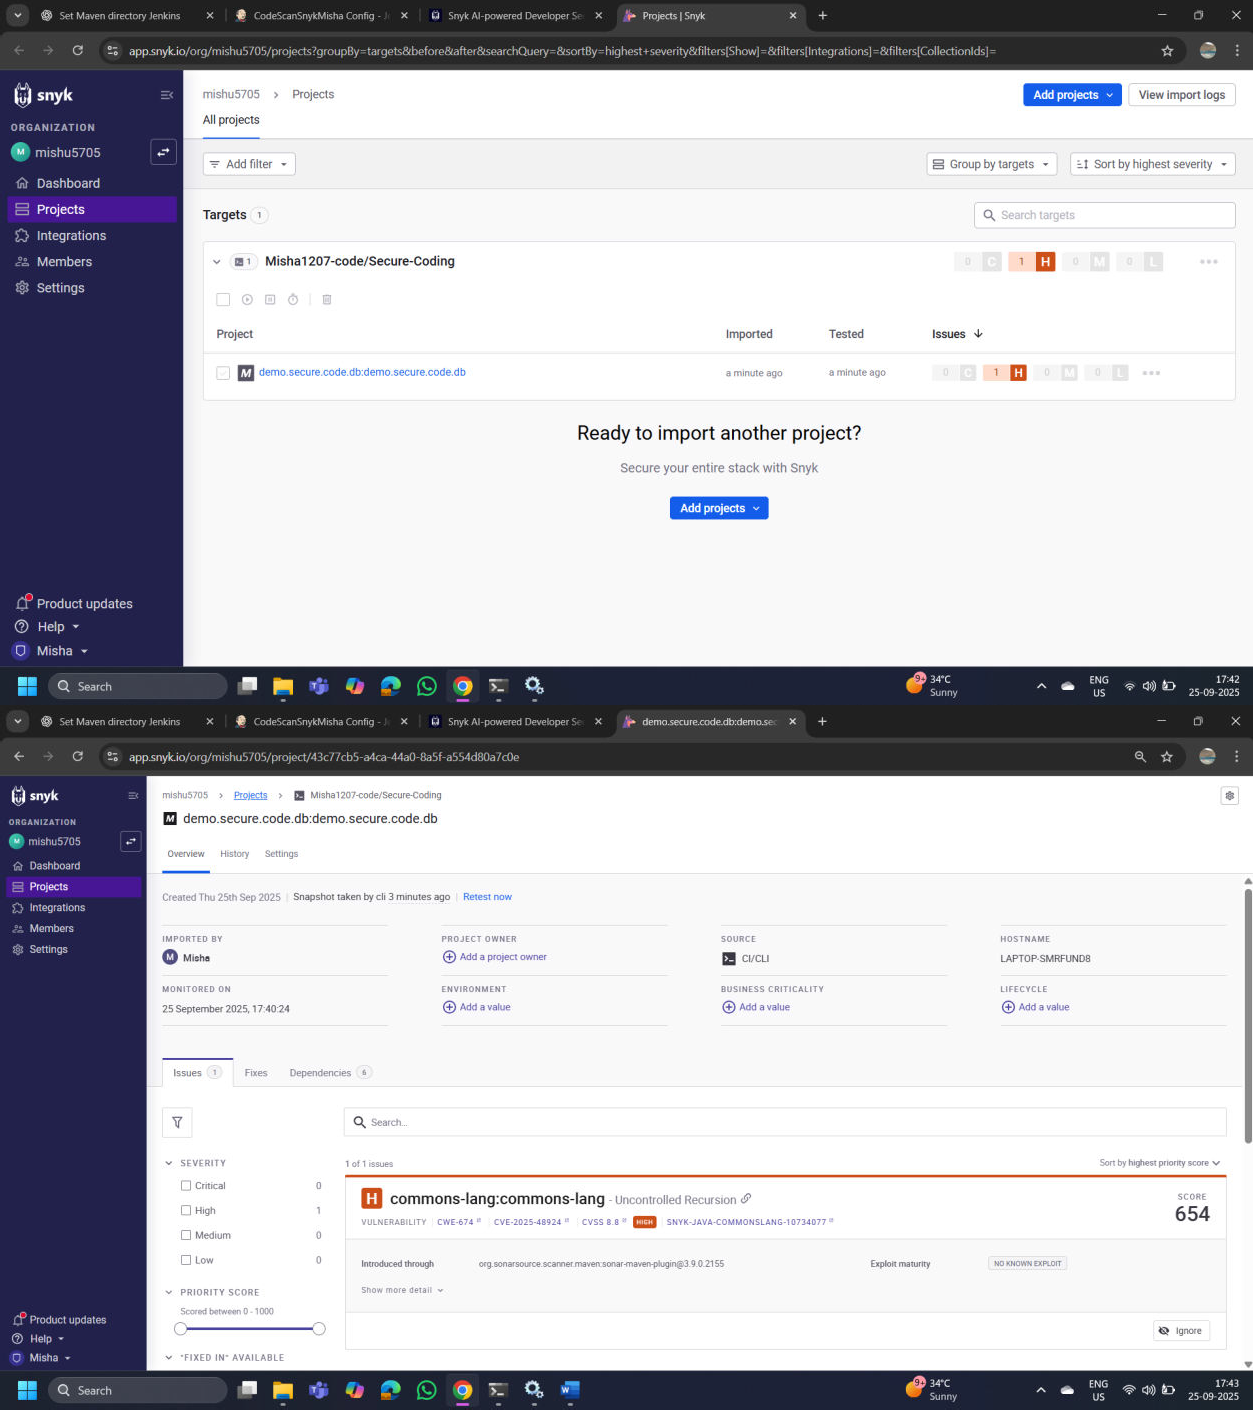 Set Maven directory Jenkins
CodeScanSnykMisha Config - J
Snyk AI-powered Developer Se
Projects | Snyk
app.snyk.io/org/mishu5705/projects?groupBy=targets&before&after&searchQuery=&sortBy=highest+severity&filters[Show]=&filters[Integrations]=&filters[CollectionIds]=
snyk
ORGANIZATION
M mishu5705
Dashboard
Projects
Integrations
Members
Settings
Product updates
Help
Misha
mishu5705 > Projects
Add projects
View import logs
All projects
Add filter
Group by targets
Sort by highest severity
Targets 1
Search targets
1 Misha1207-code/Secure-Coding
0 C 1 H 0 M 0 L
Project Imported Tested Issues
M demo.secure.code.db:demo.secure.code.db a minute ago a minute ago 0 C 1 H 0 M 0 L
Ready to import another project?
Secure your entire stack with Snyk
Add projects
Search
9+ 34°C
Sunny
ENG
US
17:42
25-09-2025
Set Maven directory Jenkins
CodeScanSnykMisha Config - J
Snyk AI-powered Developer Se
demo.secure.code.db:demo.sec
app.snyk.io/org/mishu5705/project/43c77cb5-a4ca-44a0-8a5f-a554d80a7c0e
snyk
ORGANIZATION
M mishu5705
Dashboard
Projects
Integrations
Members
Settings
Product updates
Help
Misha
mishu5705 > Projects > Misha1207-code/Secure-Coding
M demo.secure.code.db:demo.secure.code.db
Overview History Settings
Created Thu 25th Sep 2025 | Snapshot taken by cli 3 minutes ago | Retest now
IMPORTED BY
M Misha
PROJECT OWNER
Add a project owner
SOURCE
CI/CLI
HOSTNAME
LAPTOP-SMRFUND8
MONITORED ON
25 September 2025, 17:40:24
ENVIRONMENT
Add a value
BUSINESS CRITICALITY
Add a value
LIFECYCLE
Add a value
Issues 1 Fixes Dependencies 6
Search...
SEVERITY
Critical 0
High 1
Medium 0
Low 0
PRIORITY SCORE
Scored between 0 - 1000
"FIXED IN" AVAILABLE
1 of 1 issues
Sort by highest priority score
H commons-lang:commons-lang - Uncontrolled Recursion
VULNERABILITY | CWE-674 | CVE-2025-48924 | CVSS 8.8 HIGH | SNYK-JAVA-COMMONSLANG-10734077
SCORE
654
Introduced through org.sonarsource.scanner.maven:sonar-maven-plugin@3.9.0.2155
Exploit maturity NO KNOWN EXPLOIT
Show more detail
Ignore
Search
9+ 34°C
Sunny
ENG
US
17:43
25-09-2025